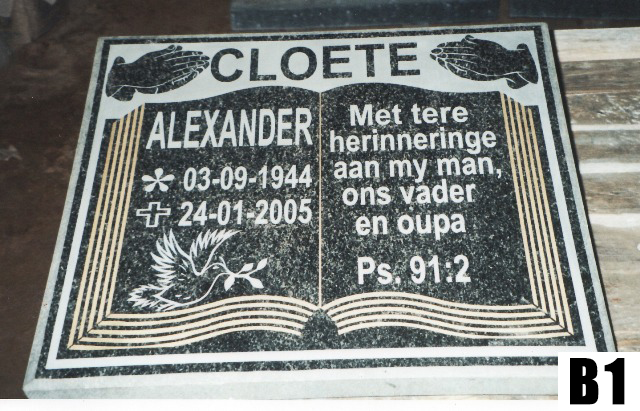 CLOETE
ALEXANDER
03-09-1944
24-01-2005
Met tere
herinneringe
aan my man,
ons vader
en oupa
Ps. 91:2
B1